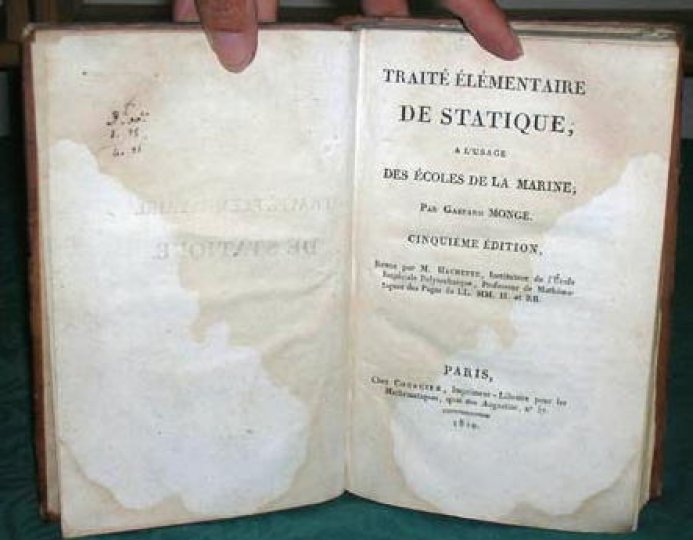 TRAITÉ ÉLÉMENTAIRE
DE STATIQUE,
A L'USAGE
DES ÉCOLES DE LA MARINE,
PAR GASPARD MONGE.
CINQUIÈME ÉDITION,
Revue par M. HACHETTE, Instituteur de l'École
Impériale Polytechnique, Professeur de Mathéma-
tiques des Pages de LL. MM. II. et RR.
PARIS,
Chez COURCIER, Imprimeur-Libraire pour les
Mathématiques, quai des Augustins, n° 57.
1810.